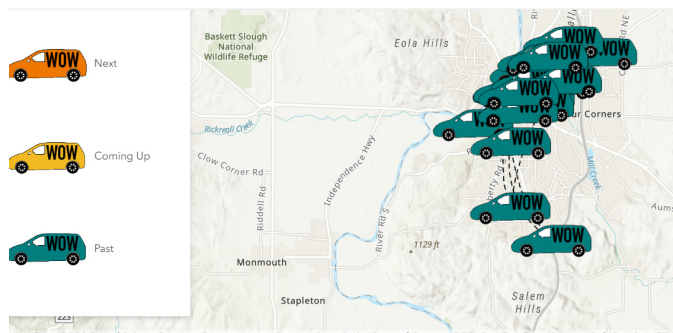 WOW
Next
WOW
Coming Up
WOW
Past
Baskett Slough
National
Wildlife Refuge
Eola Hills
Rickreall Creek
Clow Corner Rd
Riddell Rd
Independence Hwy
River Rd S
Monmouth
Stapleton
1129 ft
Salem
Hills
Mill Creek
Corners
NE
WOW
WOW
WOW
WOW
WOW
WOW
WOW
223